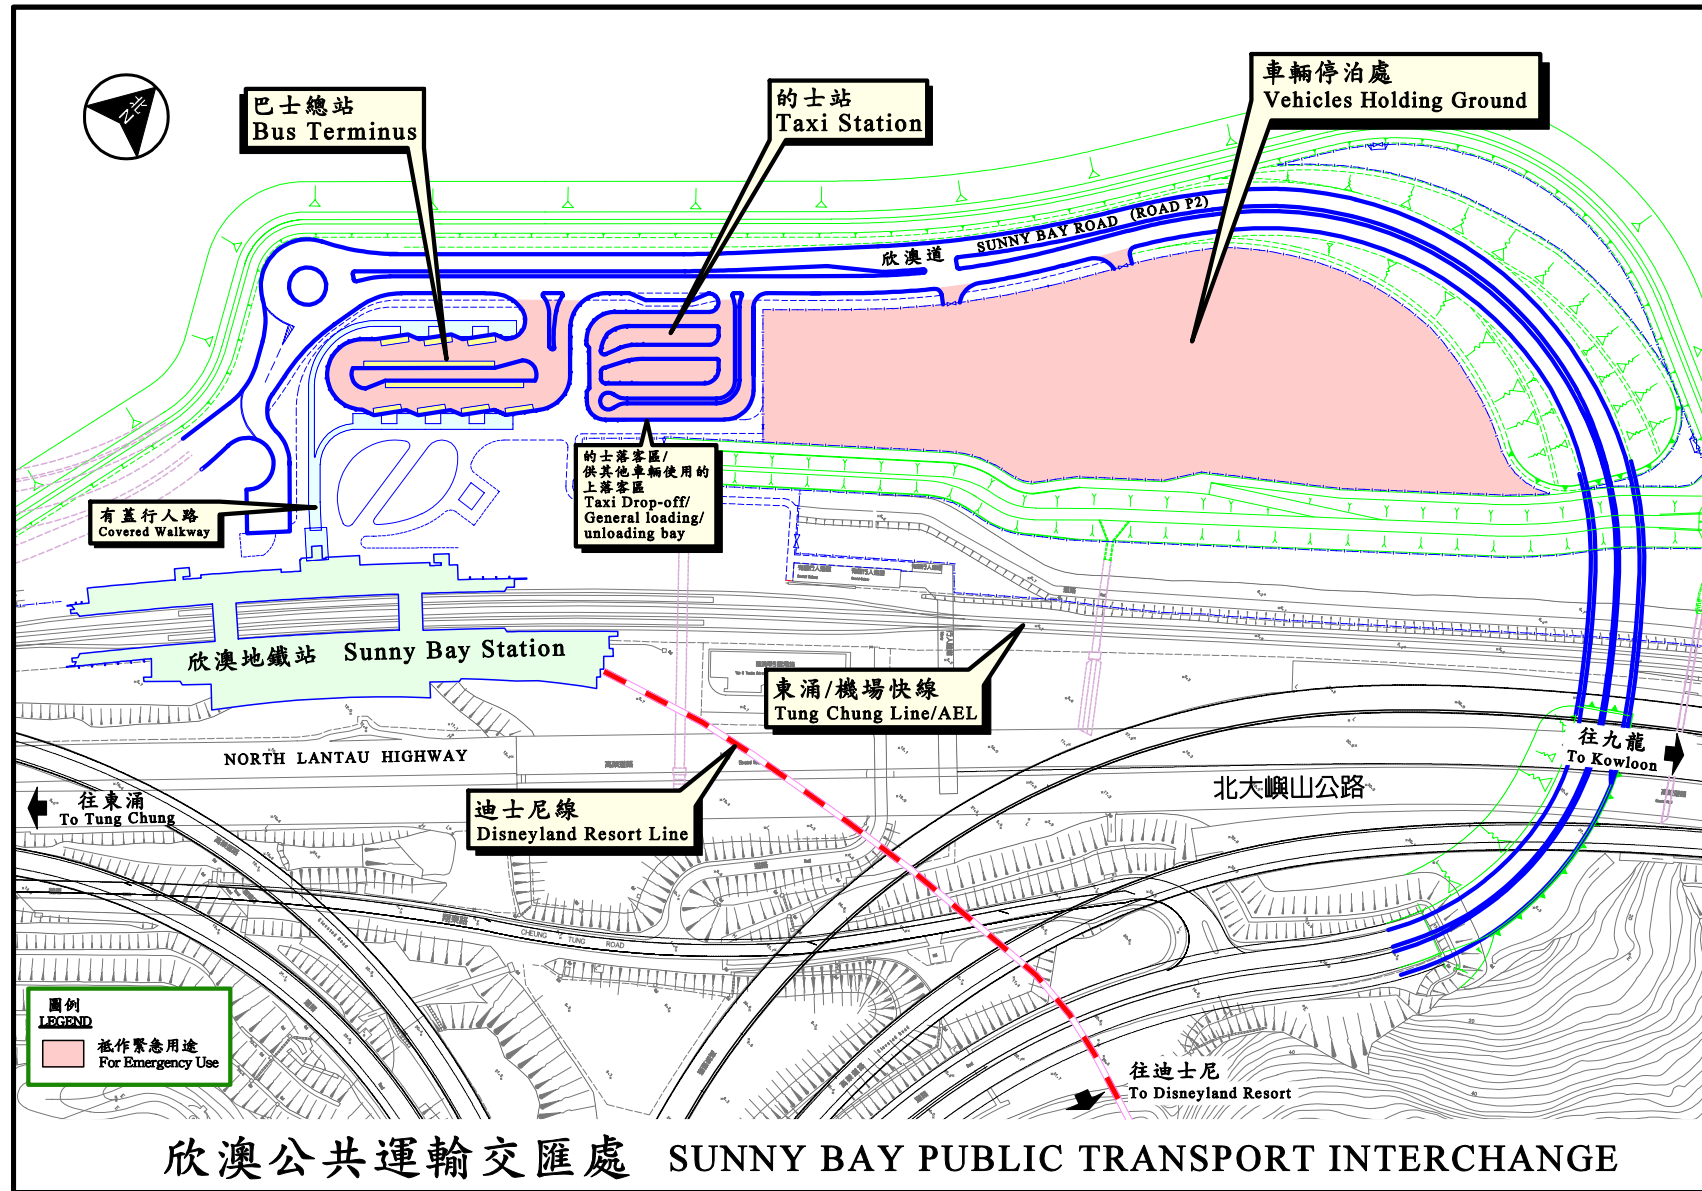 北
N
巴士總站
Bus Terminus
的士站
Taxi Station
車輛停泊處
Vehicles Holding Ground
欣澳道
SUNNY BAY ROAD (ROAD P2)
的士落客區/
供其他車輛使用的
上落客區
Taxi Drop-off/
General loading/
unloading bay
有蓋行人路
Covered Walkway
欣澳地鐵站 Sunny Bay Station
東涌/機場快線
Tung Chung Line/AEL
NORTH LANTAU HIGHWAY
往九龍
To Kowloon
北大嶼山公路
往東涌
To Tung Chung
迪士尼線
Disneyland Resort Line
CHEUNG TUNG ROAD
圖例
LEGEND
祗作緊急用途
For Emergency Use
往迪士尼
To Disneyland Resort
欣澳公共運輸交匯處 SUNNY BAY PUBLIC TRANSPORT INTERCHANGE